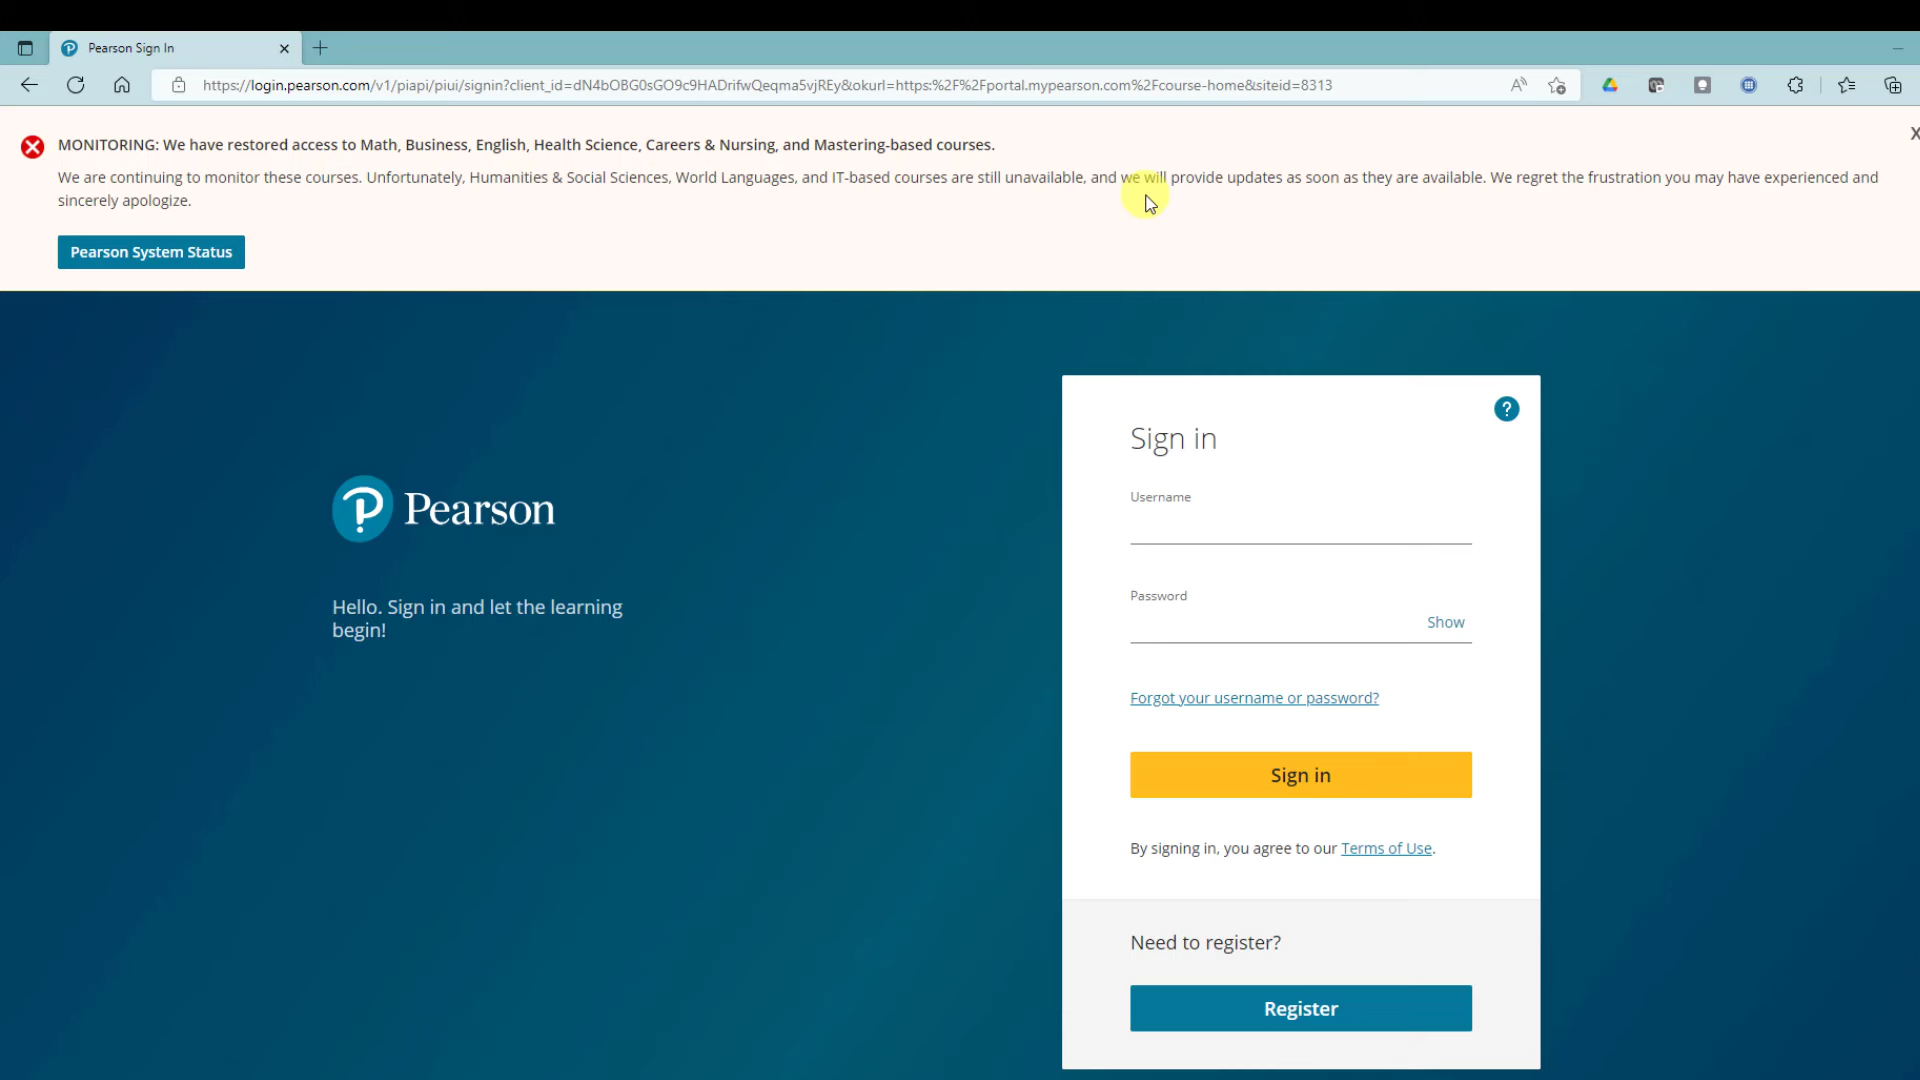 Pearson Sign In
https://login.pearson.com/v1/piapi/piui/signin?client_id=dN4bOBG0sGO9c9HADrifwQeqma5vjREy&okurl=https:%2F%2Fportal.mypearson.com%2Fcourse-home&siteid=8313
MONITORING: We have restored access to Math, Business, English, Health Science, Careers & Nursing, and Mastering-based courses.
X
We are continuing to monitor these courses. Unfortunately, Humanities & Social Sciences, World Languages, and IT-based courses are still unavailable, and we will provide updates as soon as they are available. We regret the frustration you may have experienced and
sincerely apologize.
Pearson System Status
?
Sign in
Username
Pearson
Password
Hello. Sign in and let the learning
begin!
Show
Forgot your username or password?
Sign in
By signing in, you agree to our Terms of Use.
Need to register?
Register